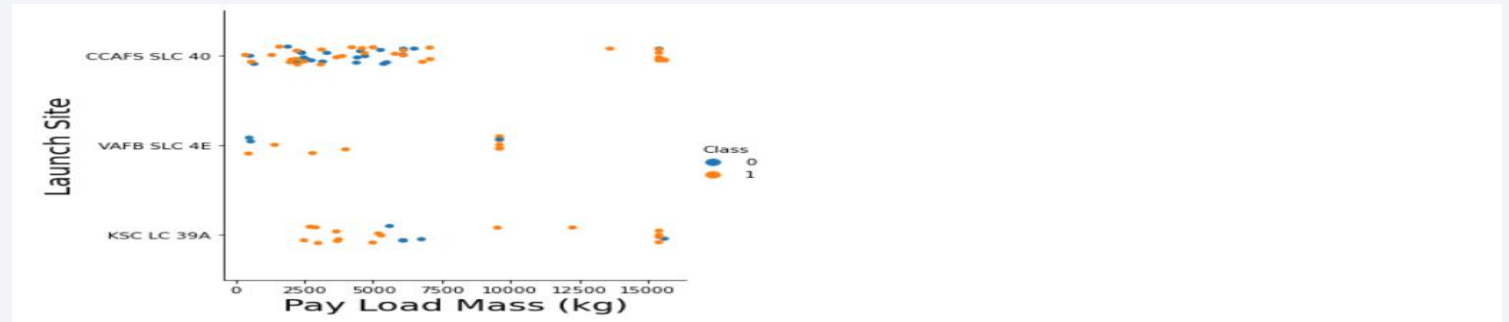 Launch Site
CCAFS SLC 40
VAFB SLC 4E
KSC LC 39A
0 2500 5000 7500 10000 12500 15000
Pay Load Mass (kg)
Class
0
1